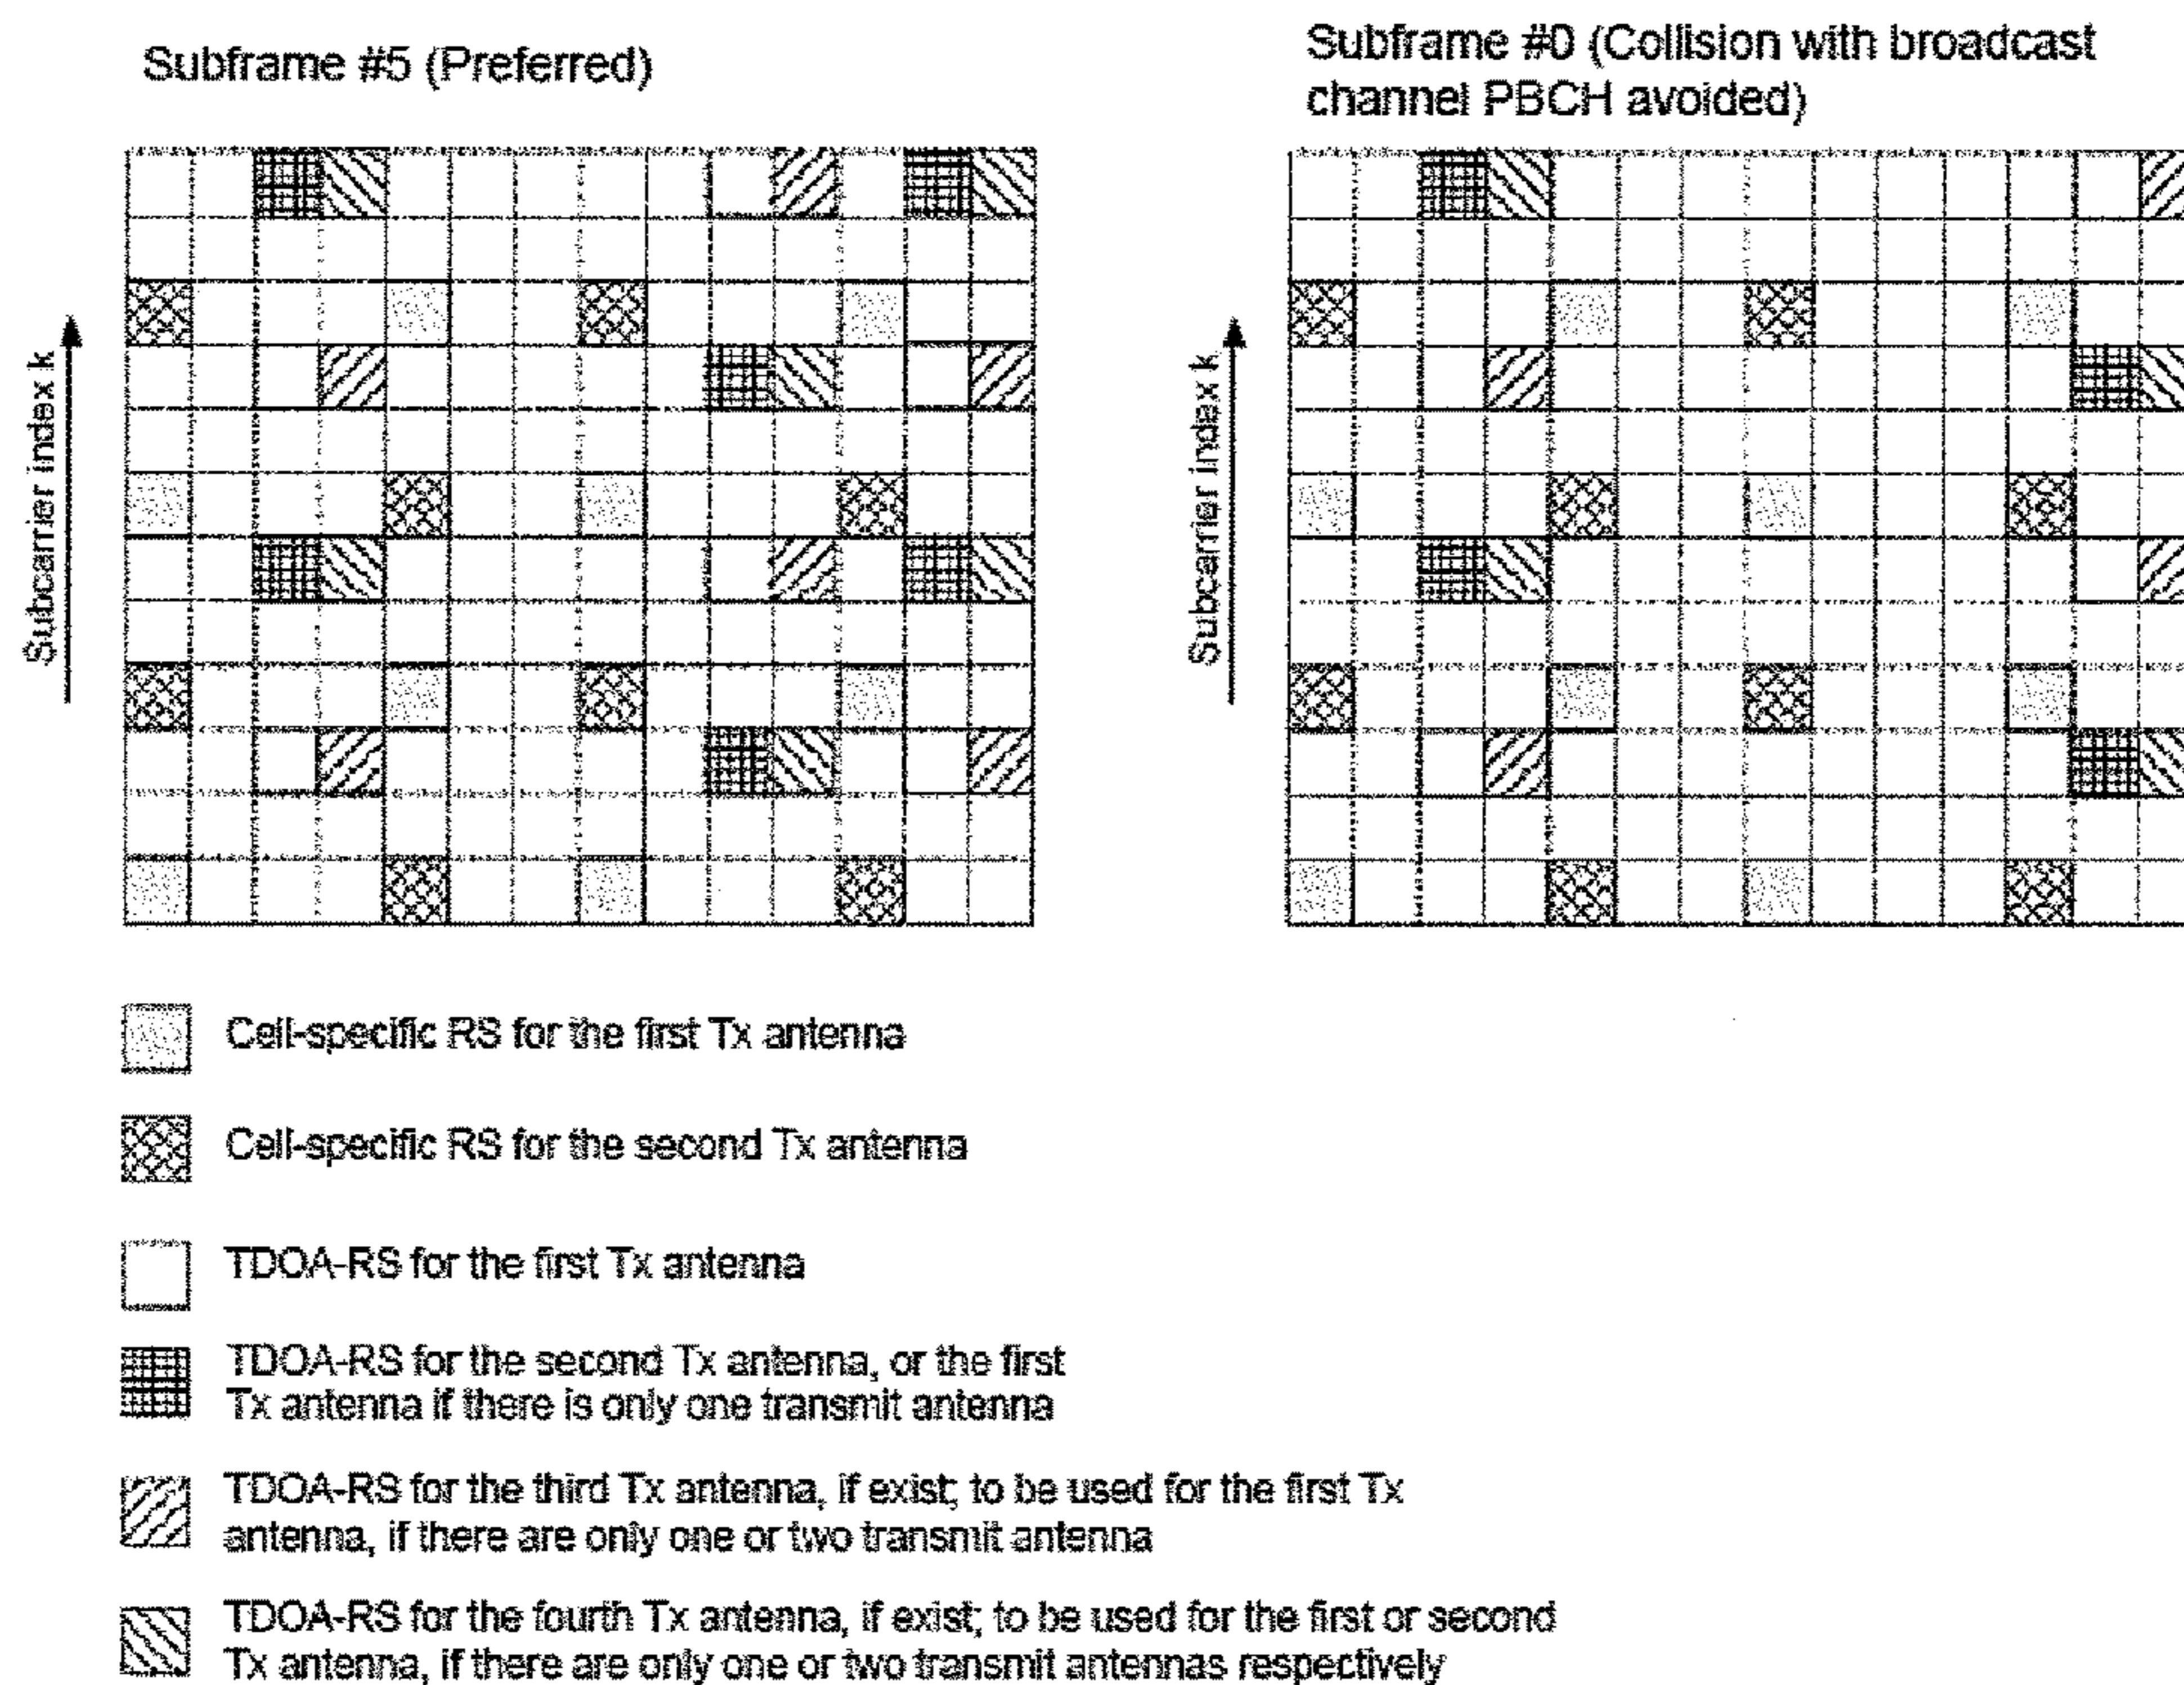 Subframe #5 (Preferred)
Subframe #0 (Collision with broadcast
channel PBCH avoided)
Subcarrier index k
Subcarrier index k
Cell-specific RS for the first Tx antenna
Cell-specific RS for the second Tx antenna
TDOA-RS for the first Tx antenna
TDOA-RS for the second Tx antenna, or the first
Tx antenna if there is only one transmit antenna
TDOA-RS for the third Tx antenna, if exist; to be used for the first Tx
antenna, if there are only one or two transmit antenna
TDOA-RS for the fourth Tx antenna, if exist; to be used for the first or second
Tx antenna, if there are only one or two transmit antennas respectively